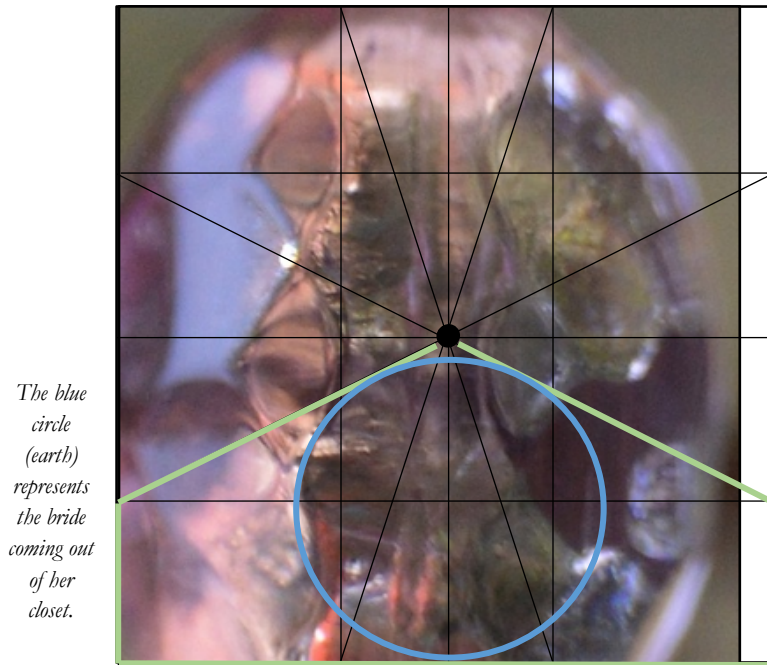 The blue
circle
(earth)
represents
the bride
coming out
of her
closet.